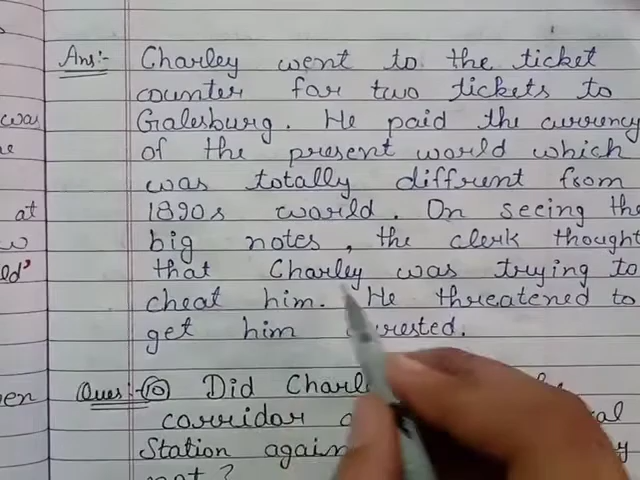 Ans:- Charley went to the ticket
counter for two tickets to
Galesburg. He paid the currency
was
of the present world which
was totally diffrent from
at
1890s world. On seeing the
big notes, the clerk thought
that Charley was trying to
cheat him. He threatened to
get him arrested.
Ques:- 10 Did Charl
corridor
Station again
not?